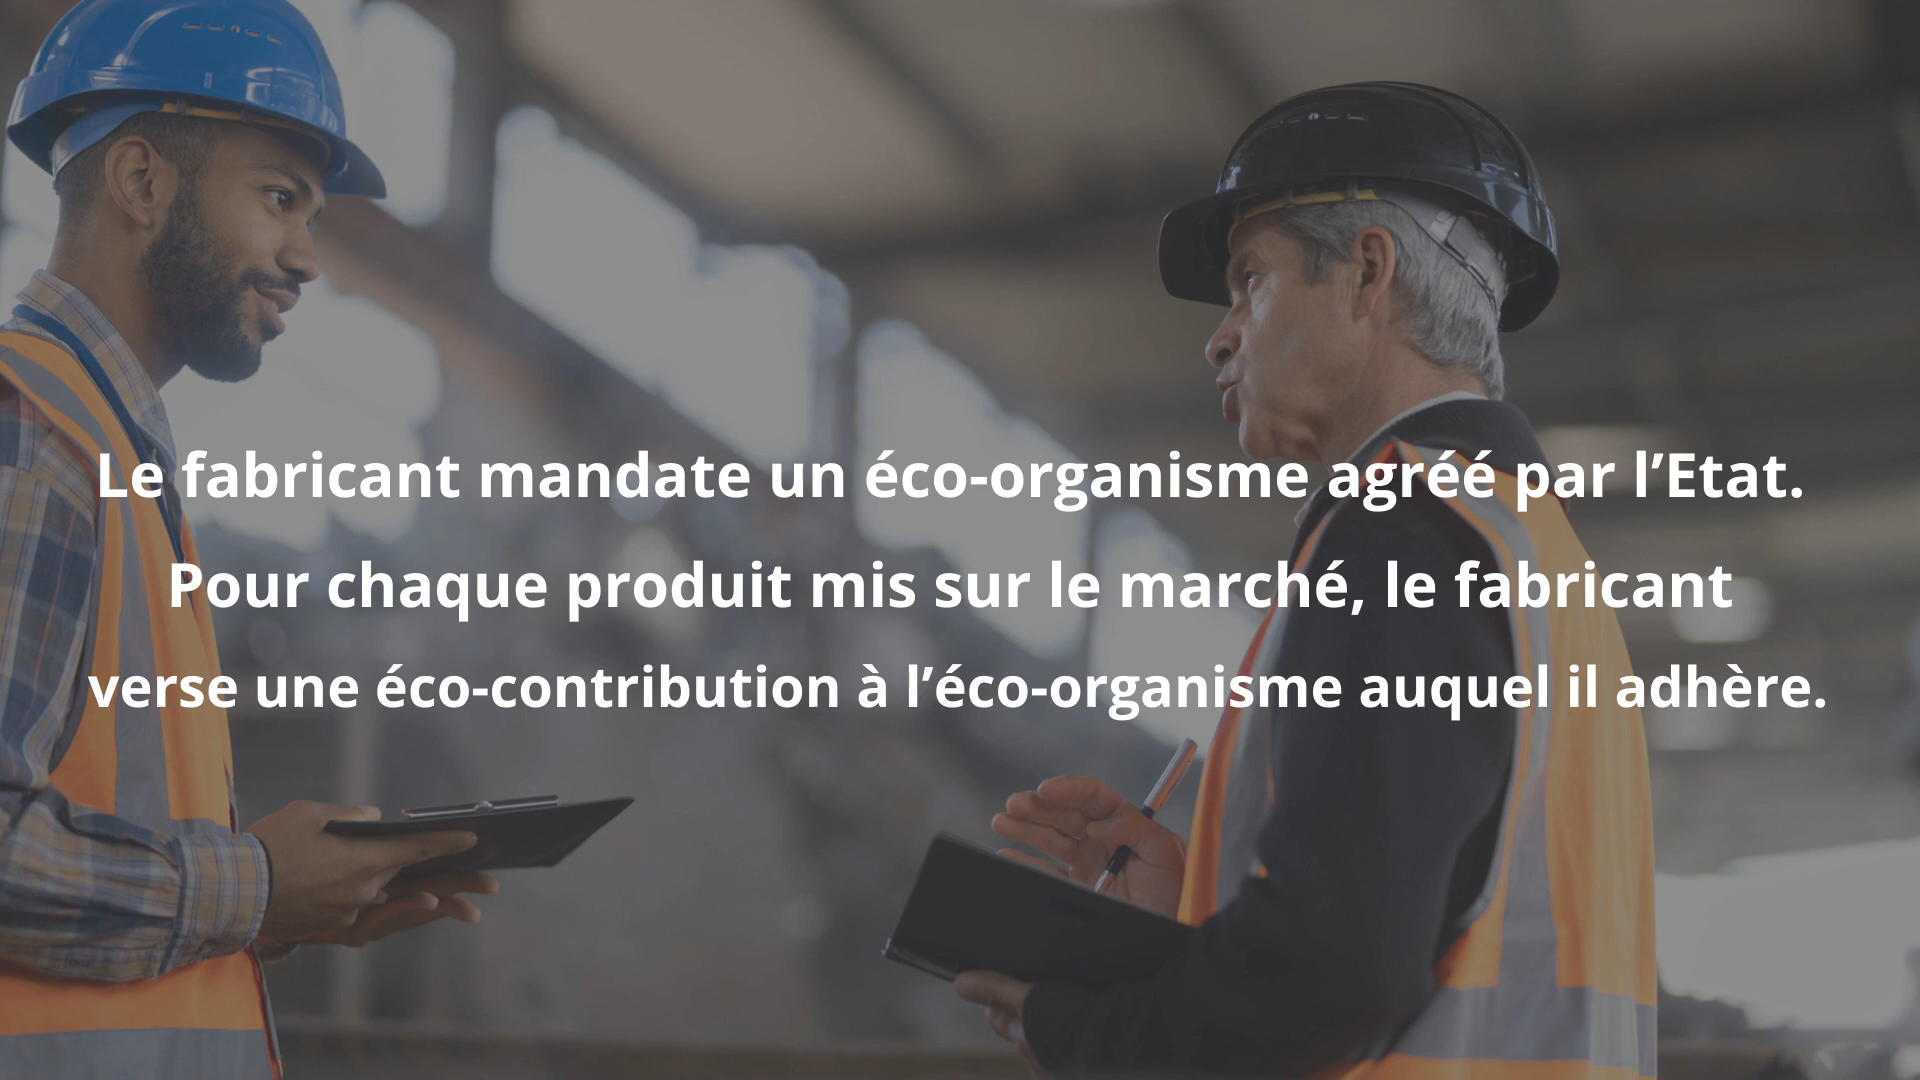 Le fabricant mandate un éco-organisme agréé par l’Etat.
Pour chaque produit mis sur le marché, le fabricant
verse une éco-contribution à l’éco-organisme auquel il adhère.